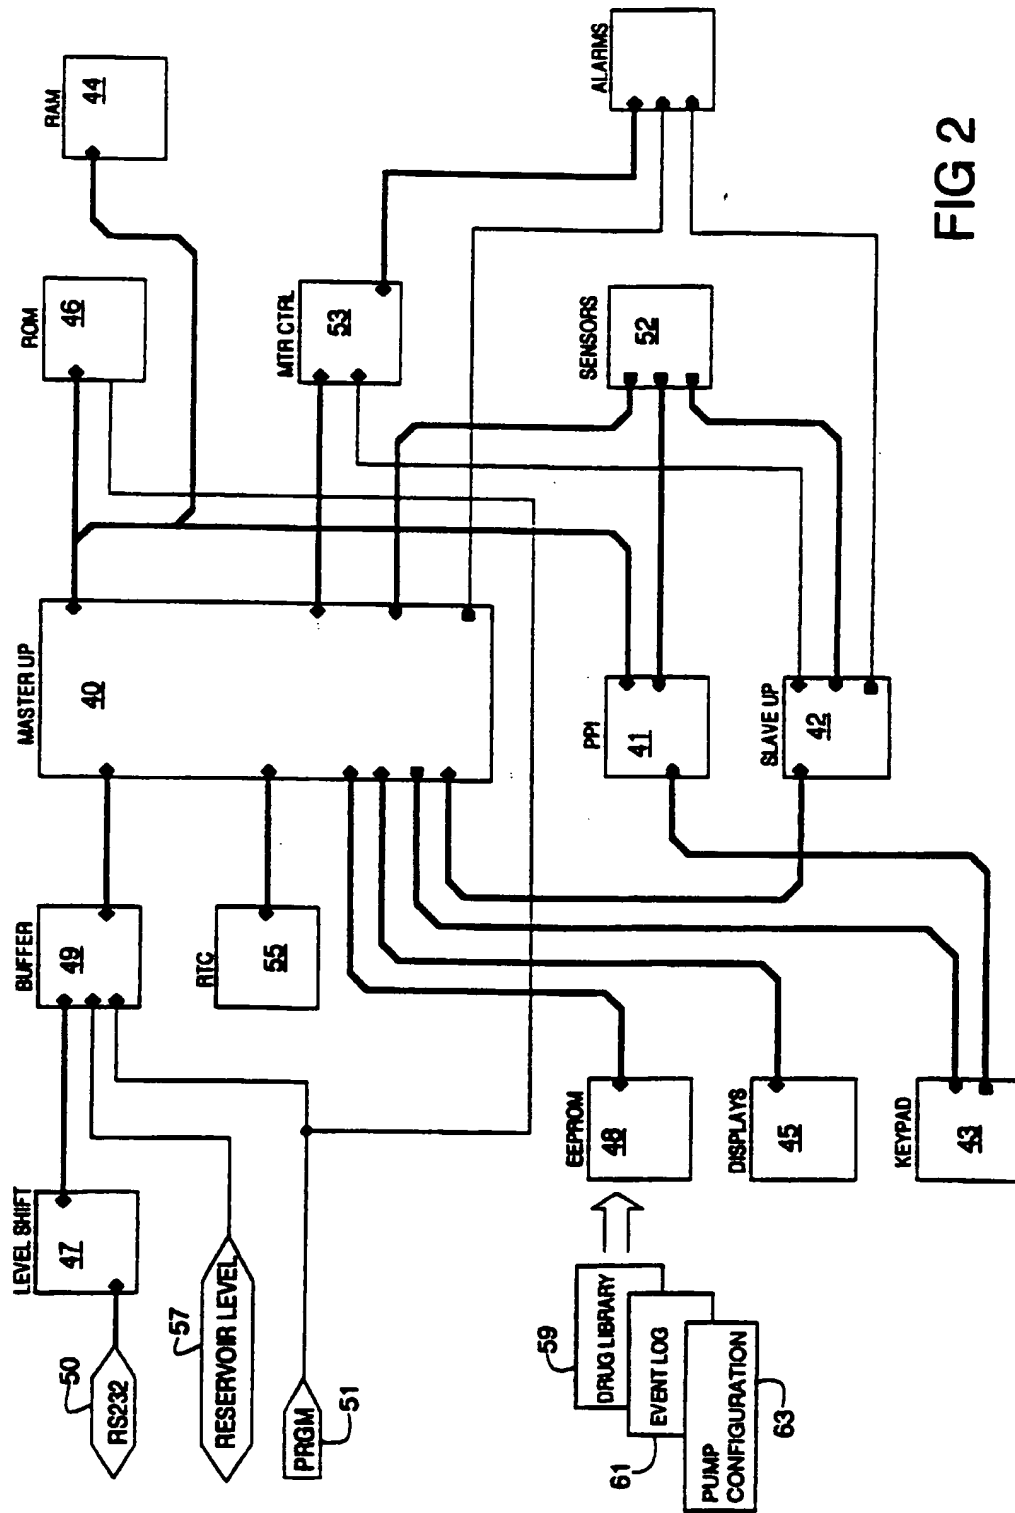 RAM
44
ROM
46
MTR CTRL
53
ALARMS
SENSORS
52
MASTER UP
40
PPI
41
SLAVE UP
42
BUFFER
49
RTC
55
LEVEL SHIFT
47
RS232
50
RESERVOIR LEVEL
57
PRGM
51
EEPROM
48
DISPLAYS
45
KEYPAD
43
DRUG LIBRARY
59
EVENT LOG
61
PUMP
CONFIGURATION
63
FIG 2